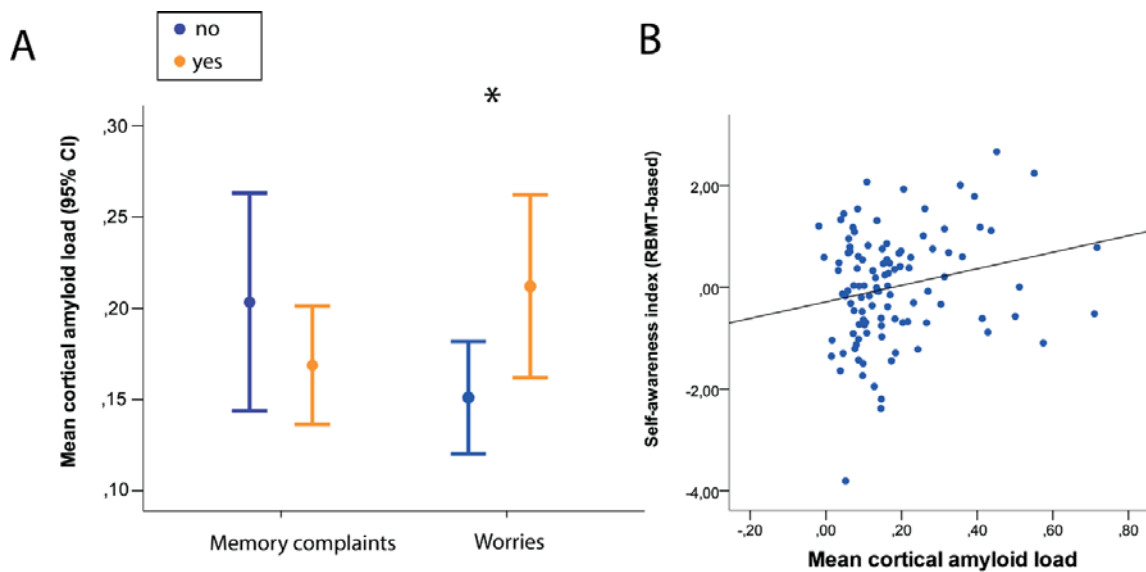 A
no
yes
*
Mean cortical amyloid load (95% CI)
,30
,25
,20
,15
,10
Memory complaints
Worries
B
Self-awareness index (RBMT-based)
2,00
,00
-2,00
-4,00
-,20
,00
,20
,40
,60
,80
Mean cortical amyloid load